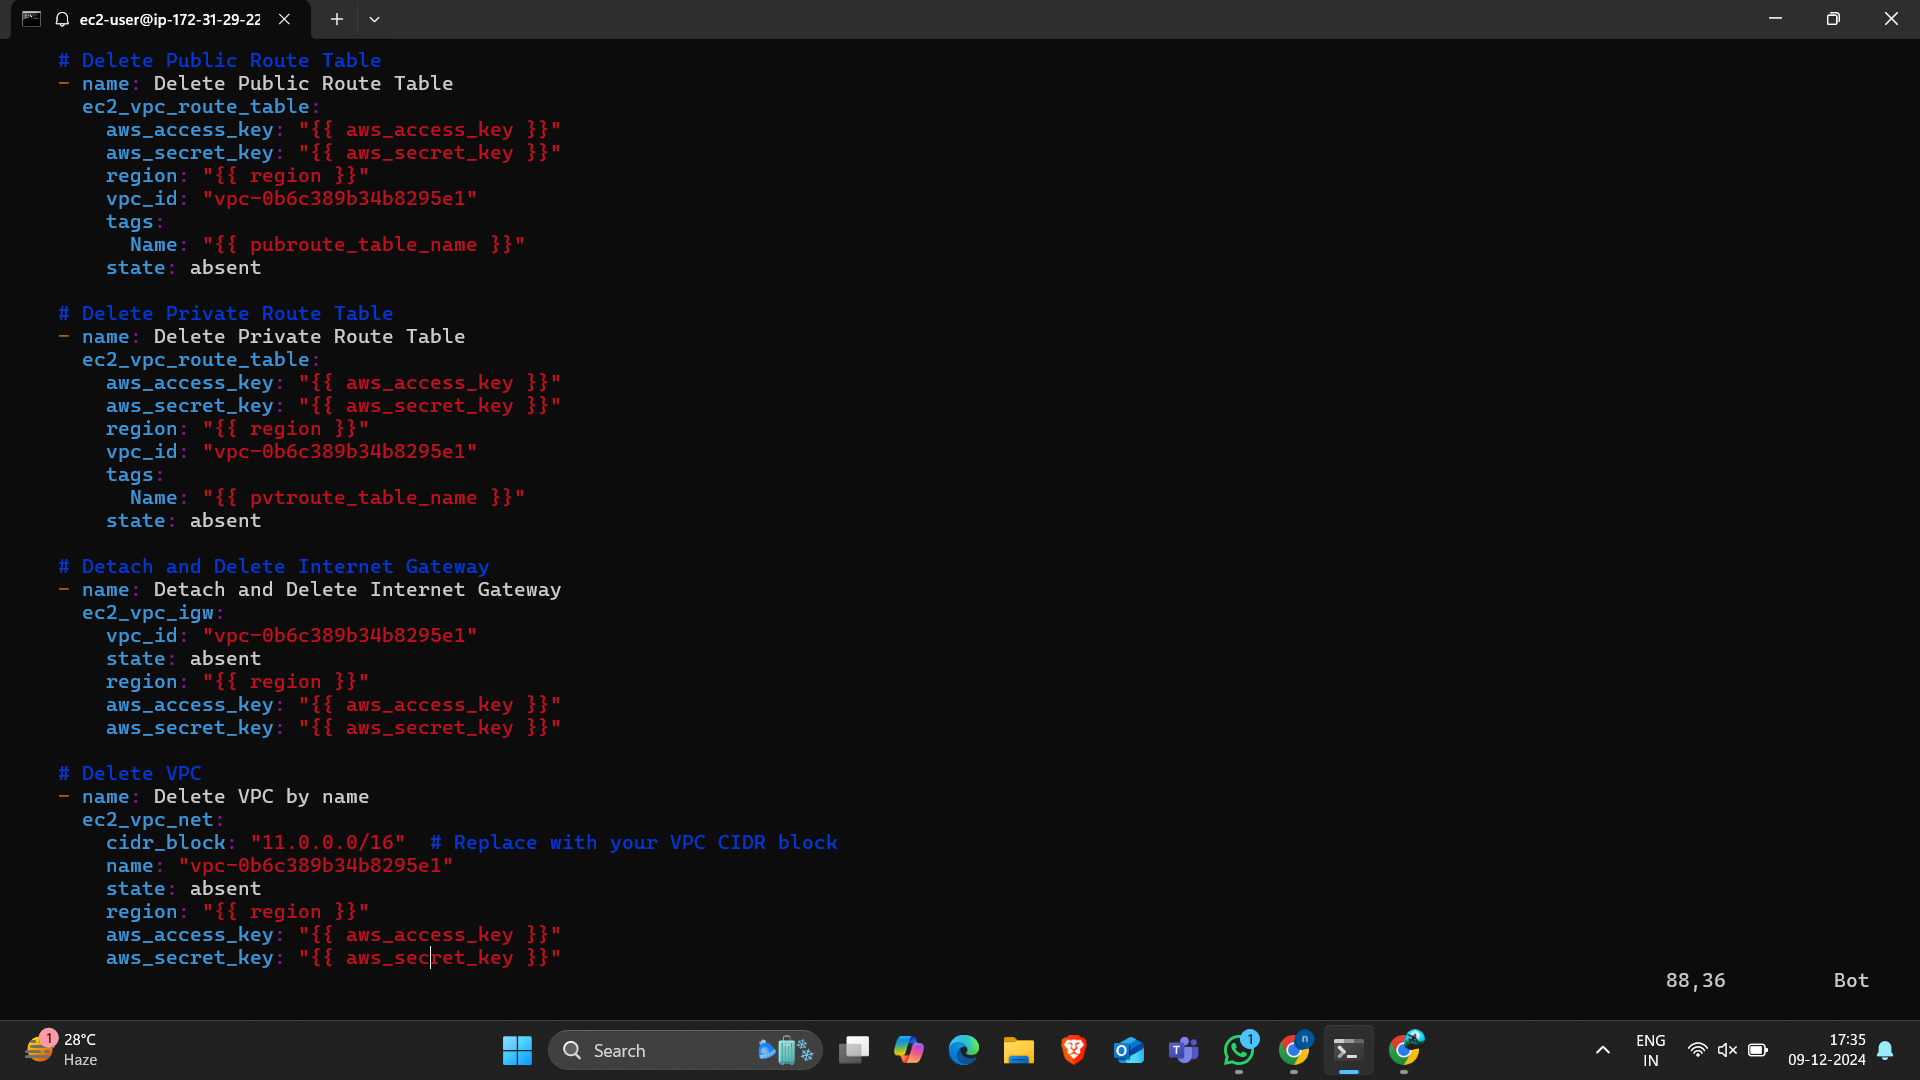 ec2-user@ip-172-31-29-22
# Delete Public Route Table
- name: Delete Public Route Table
  ec2_vpc_route_table:
    aws_access_key: "{{ aws_access_key }}"
    aws_secret_key: "{{ aws_secret_key }}"
    region: "{{ region }}"
    vpc_id: "vpc-0b6c389b34b8295e1"
    tags:
      Name: "{{ pubroute_table_name }}"
    state: absent

# Delete Private Route Table
- name: Delete Private Route Table
  ec2_vpc_route_table:
    aws_access_key: "{{ aws_access_key }}"
    aws_secret_key: "{{ aws_secret_key }}"
    region: "{{ region }}"
    vpc_id: "vpc-0b6c389b34b8295e1"
    tags:
      Name: "{{ pvtroute_table_name }}"
    state: absent

# Detach and Delete Internet Gateway
- name: Detach and Delete Internet Gateway
  ec2_vpc_igw:
    vpc_id: "vpc-0b6c389b34b8295e1"
    state: absent
    region: "{{ region }}"
    aws_access_key: "{{ aws_access_key }}"
    aws_secret_key: "{{ aws_secret_key }}"

# Delete VPC
- name: Delete VPC by name
  ec2_vpc_net:
    cidr_block: "11.0.0.0/16"  # Replace with your VPC CIDR block
    name: "vpc-0b6c389b34b8295e1"
    state: absent
    region: "{{ region }}"
    aws_access_key: "{{ aws_access_key }}"
    aws_secret_key: "{{ aws_secret_key }}"
88,36 Bot
1
28°C
Haze
Search
1
n
ENG
IN
17:35
09-12-2024